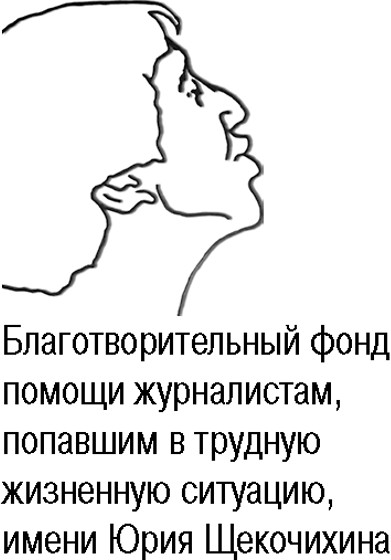 Благотворительный фонд
помощи журналистам,
попавшим в трудную
жизненную ситуацию,
имени Юрия Щекочихина